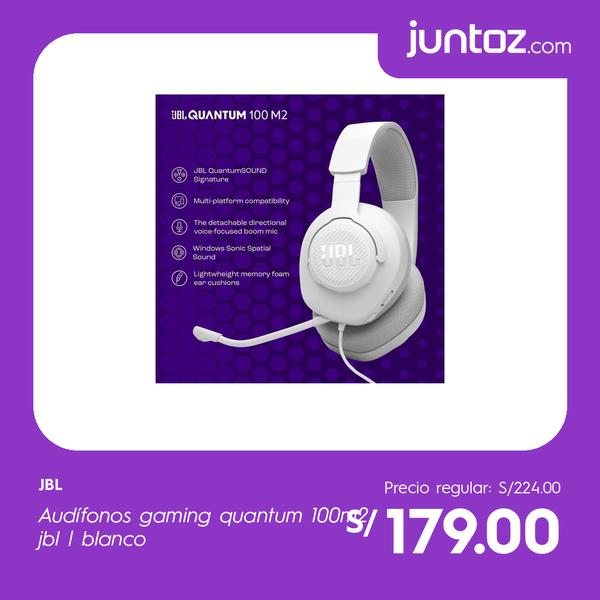 juntoz.com
JBL QUANTUM 100 M2
JBL QuantumSOUND
Signature
Multi-platform compatibility
The detachable directional
voice-focused boom mic
Windows Sonic Spatial
Sound
Lightwheight memory foam
ear cushions
JBL
JBL
Audífonos gaming quantum 100m2
jbl | blanco
Precio regular: S/224.00
S/ 179.00